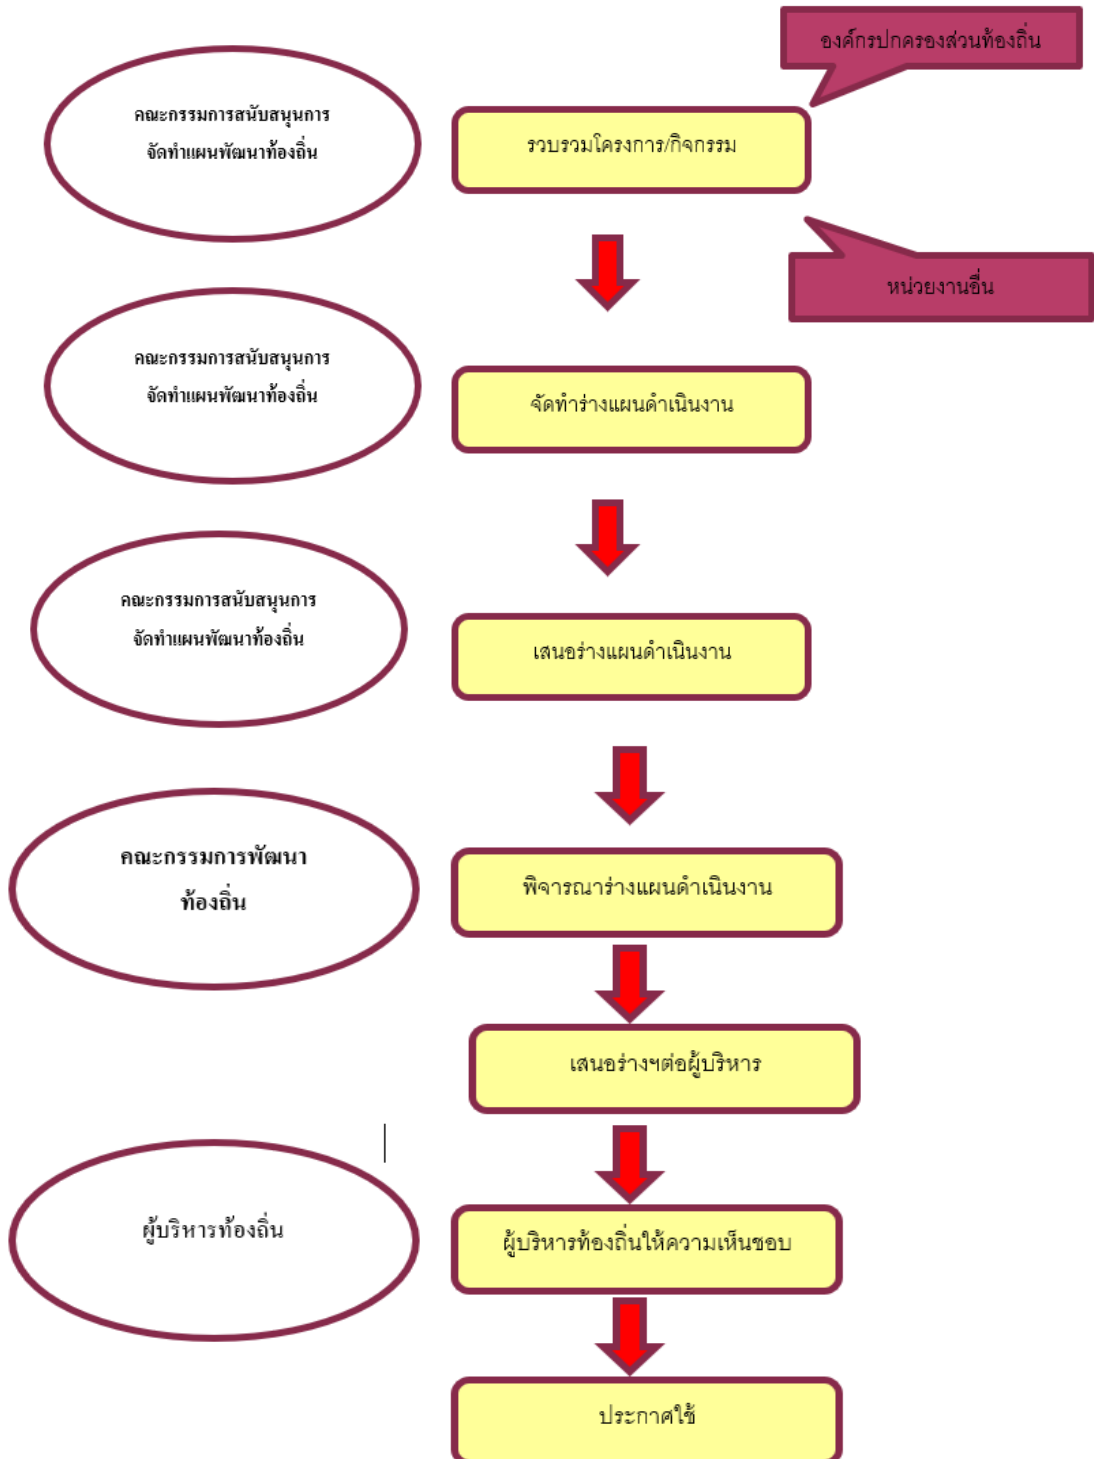 องค์กรปกครองส่วนท้องถิ่น
คณะกรรมการสนับสนุนการ
จัดทำแผนพัฒนาท้องถิ่น
รวบรวมโครงการ/กิจกรรม
หน่วยงานอื่น
คณะกรรมการสนับสนุนการ
จัดทำแผนพัฒนาท้องถิ่น
จัดทำร่างแผนดำเนินงาน
คณะกรรมการสนับสนุนการ
จัดทำแผนพัฒนาท้องถิ่น
เสนอร่างแผนดำเนินงาน
คณะกรรมการพัฒนา
ท้องถิ่น
พิจารณาร่างแผนดำเนินงาน
เสนอร่างฯต่อผู้บริหาร
ผู้บริหารท้องถิ่น
ผู้บริหารท้องถิ่นให้ความเห็นชอบ
ประกาศใช้